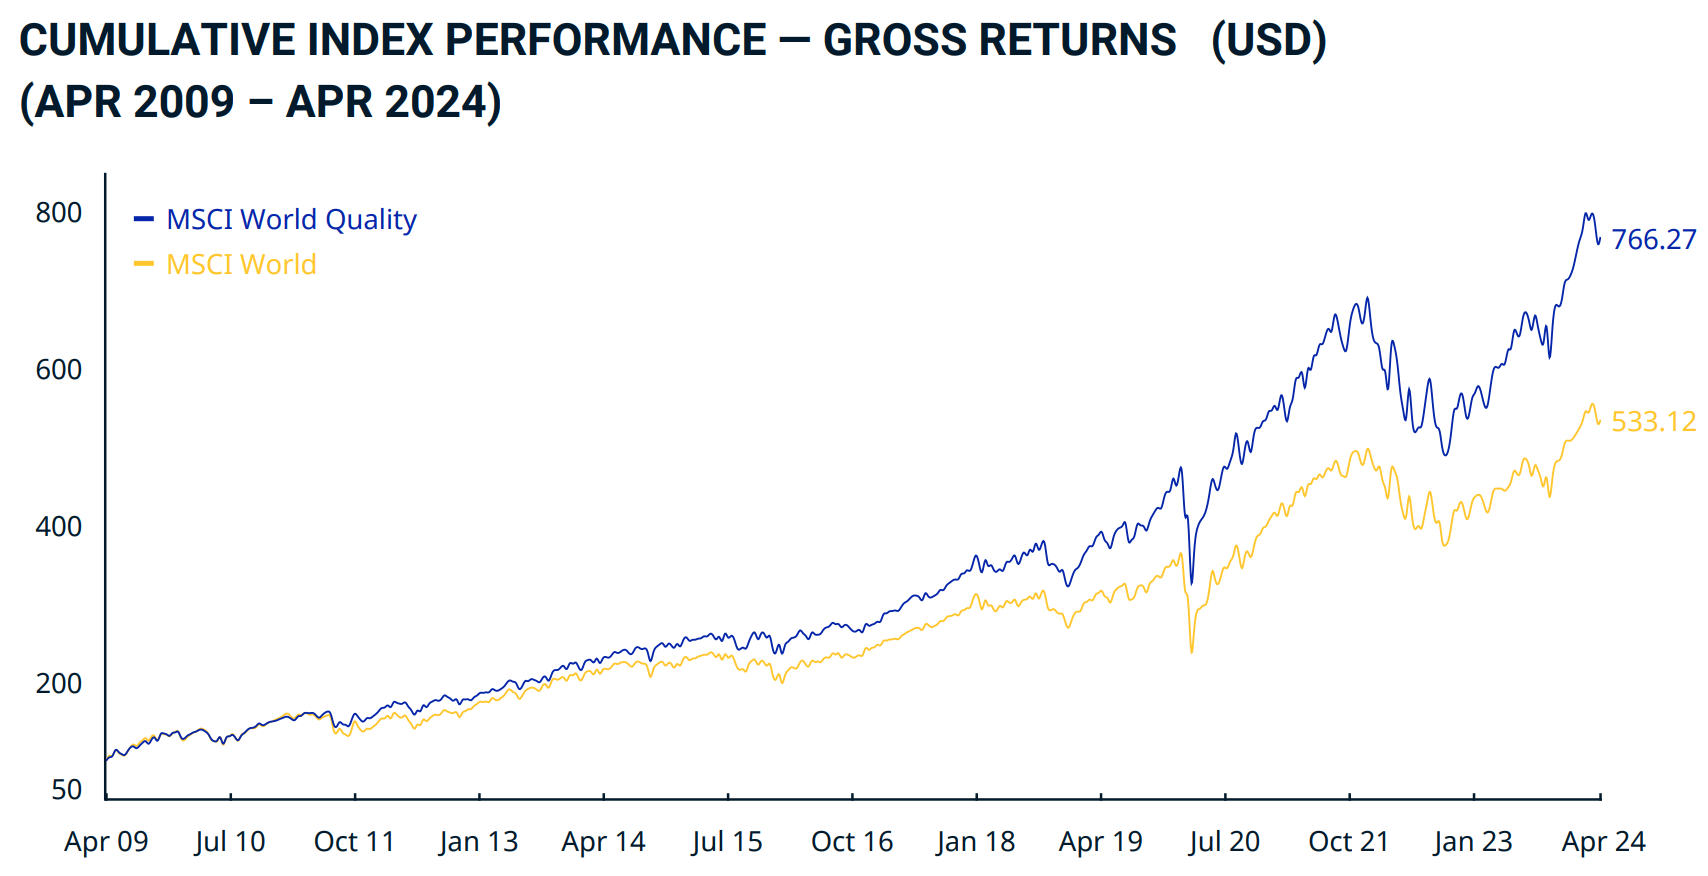 CUMULATIVE INDEX PERFORMANCE — GROSS RETURNS (USD)
(APR 2009 – APR 2024)
MSCI World Quality
MSCI World
800
600
400
200
50
766.27
533.12
Apr 09 Jul 10 Oct 11 Jan 13 Apr 14 Jul 15 Oct 16 Jan 18 Apr 19 Jul 20 Oct 21 Jan 23 Apr 24